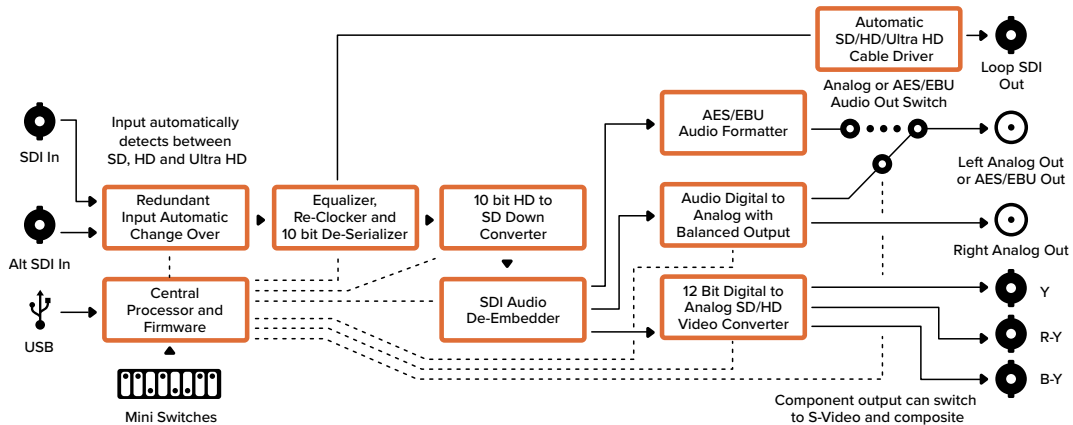 Automatic
SD/HD/Ultra HD
Cable Driver
Loop SDI
Out
Analog or AES/EBU
Audio Out Switch
AES/EBU
Audio Formatter
SDI In
Input automatically
detects between
SD, HD and Ultra HD
Left Analog Out
or AES/EBU Out
Redundant
Input Automatic
Change Over
Equalizer,
Re-Clocker and
10 bit De-Serializer
10 bit HD to
SD Down
Converter
Audio Digital to
Analog with
Balanced Output
Alt SDI In
Right Analog Out
Central
Processor and
Firmware
SDI Audio
De-Embedder
12 Bit Digital to
Analog SD/HD
Video Converter
Y
USB
R-Y
B-Y
Mini Switches
Component output can switch
to S-Video and composite